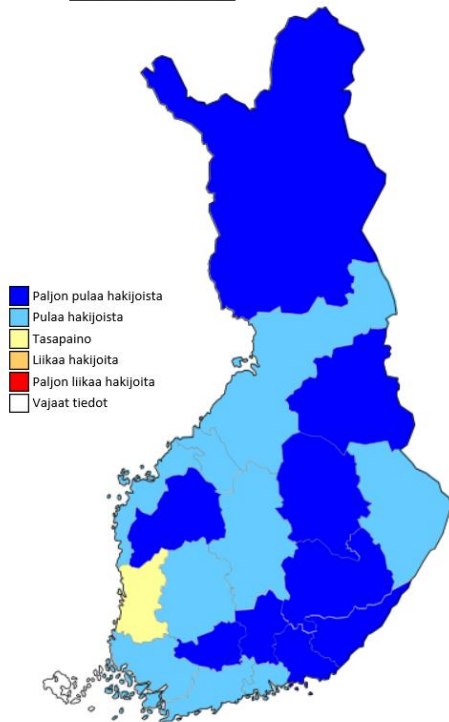 Paljon pulaa hakijoista
Pulaa hakijoista
Tasapaino
Liikaa hakijoita
Paljon liikaa hakijoita
Vajaat tiedot